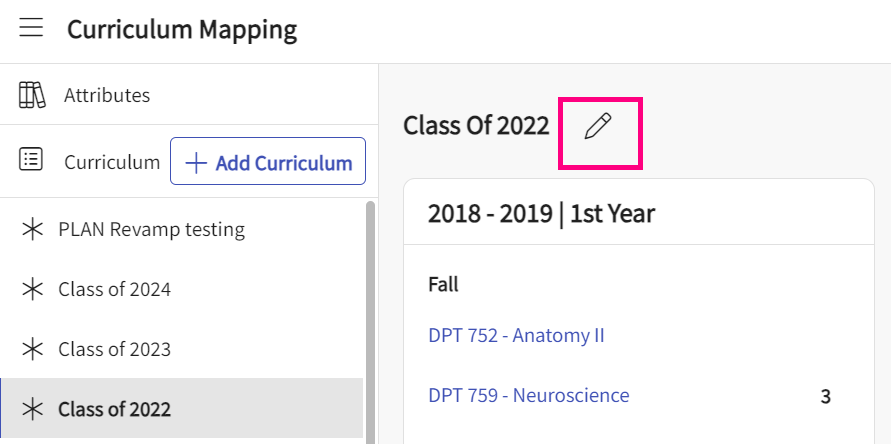 Curriculum Mapping
Attributes
Curriculum
Add Curriculum
PLAN Revamp testing
Class of 2024
Class of 2023
Class of 2022
Class Of 2022
2018 - 2019 | 1st Year
Fall
DPT 752 - Anatomy II
DPT 759 - Neuroscience 3